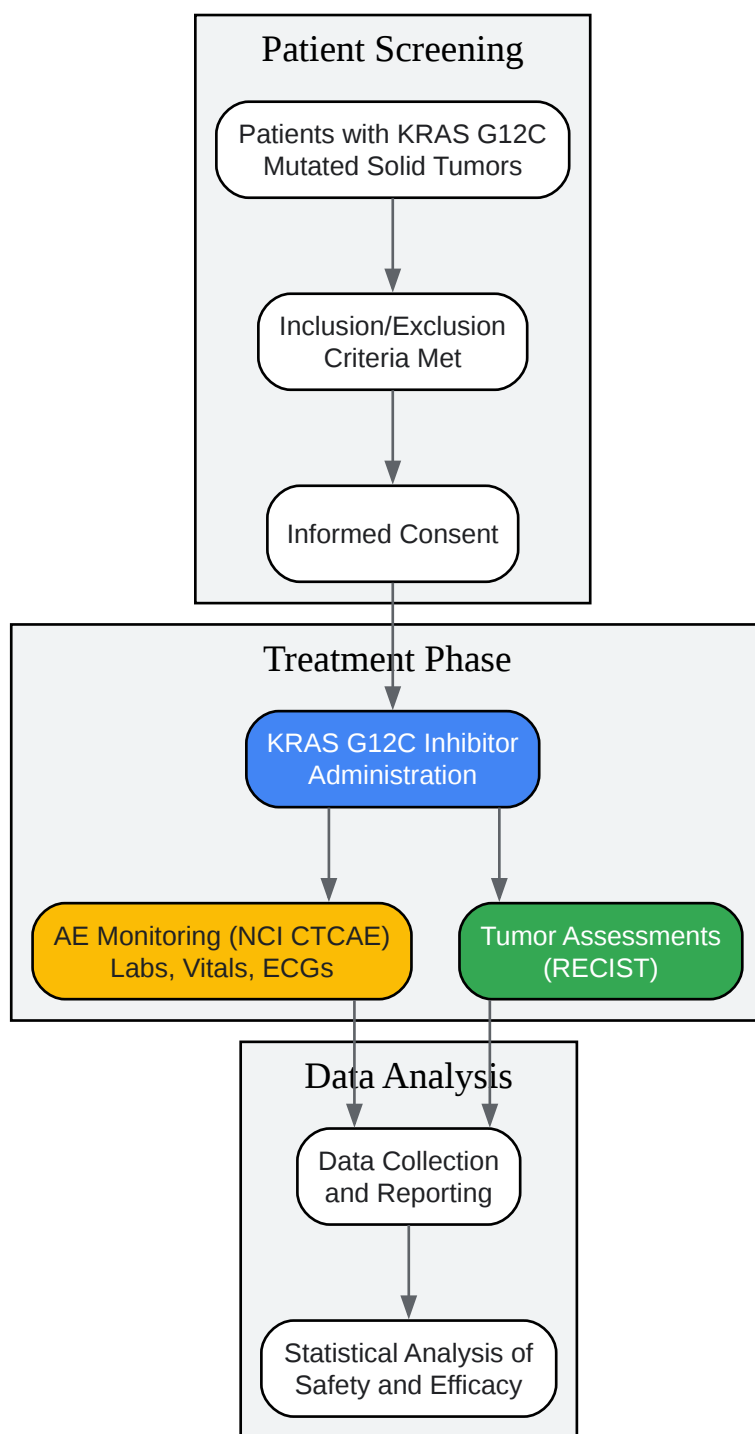 Patient Screening
Patients with KRAS G12C
Mutated Solid Tumors
Inclusion/Exclusion
Criteria Met
Informed Consent
Treatment Phase
KRAS G12C Inhibitor
Administration
AE Monitoring (NCI CTCAE)
Labs, Vitals, ECGs
Tumor Assessments
(RECIST)
Data Analysis
Data Collection
and Reporting
Statistical Analysis of
Safety and Efficacy